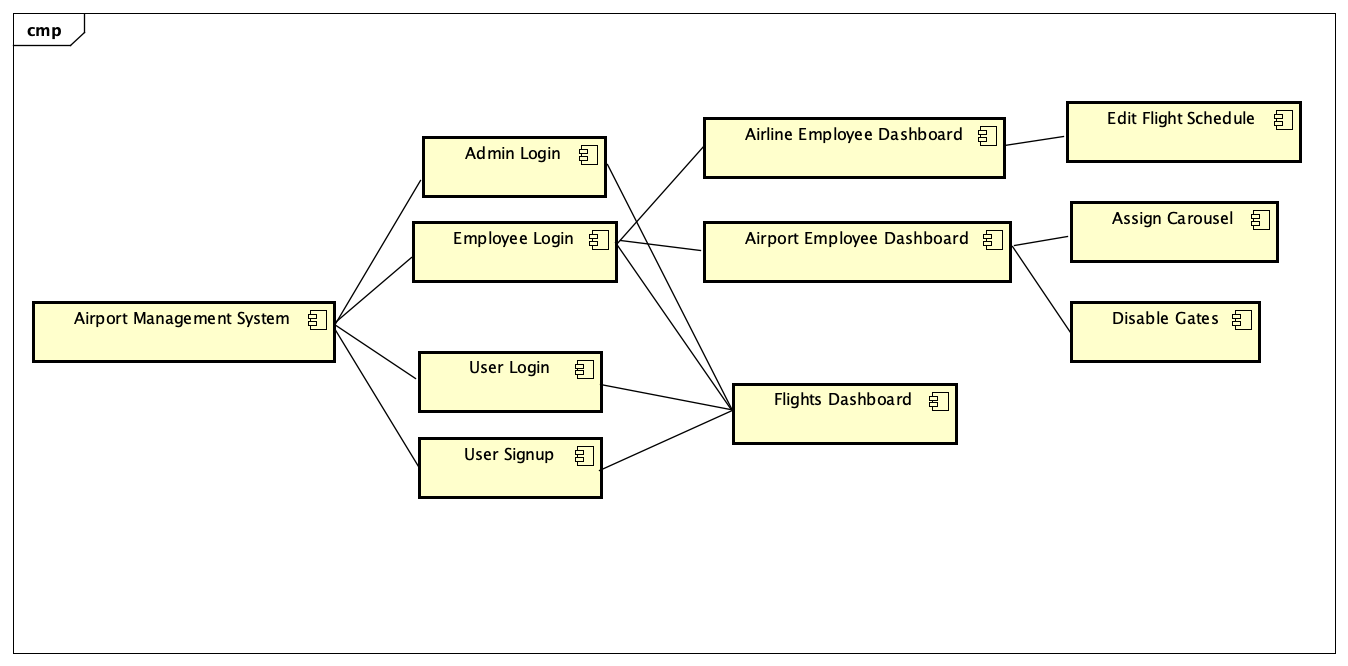 cmp
Airport Management System
Admin Login
Employee Login
User Login
User Signup
Airline Employee Dashboard
Airport Employee Dashboard
Flights Dashboard
Edit Flight Schedule
Assign Carousel
Disable Gates